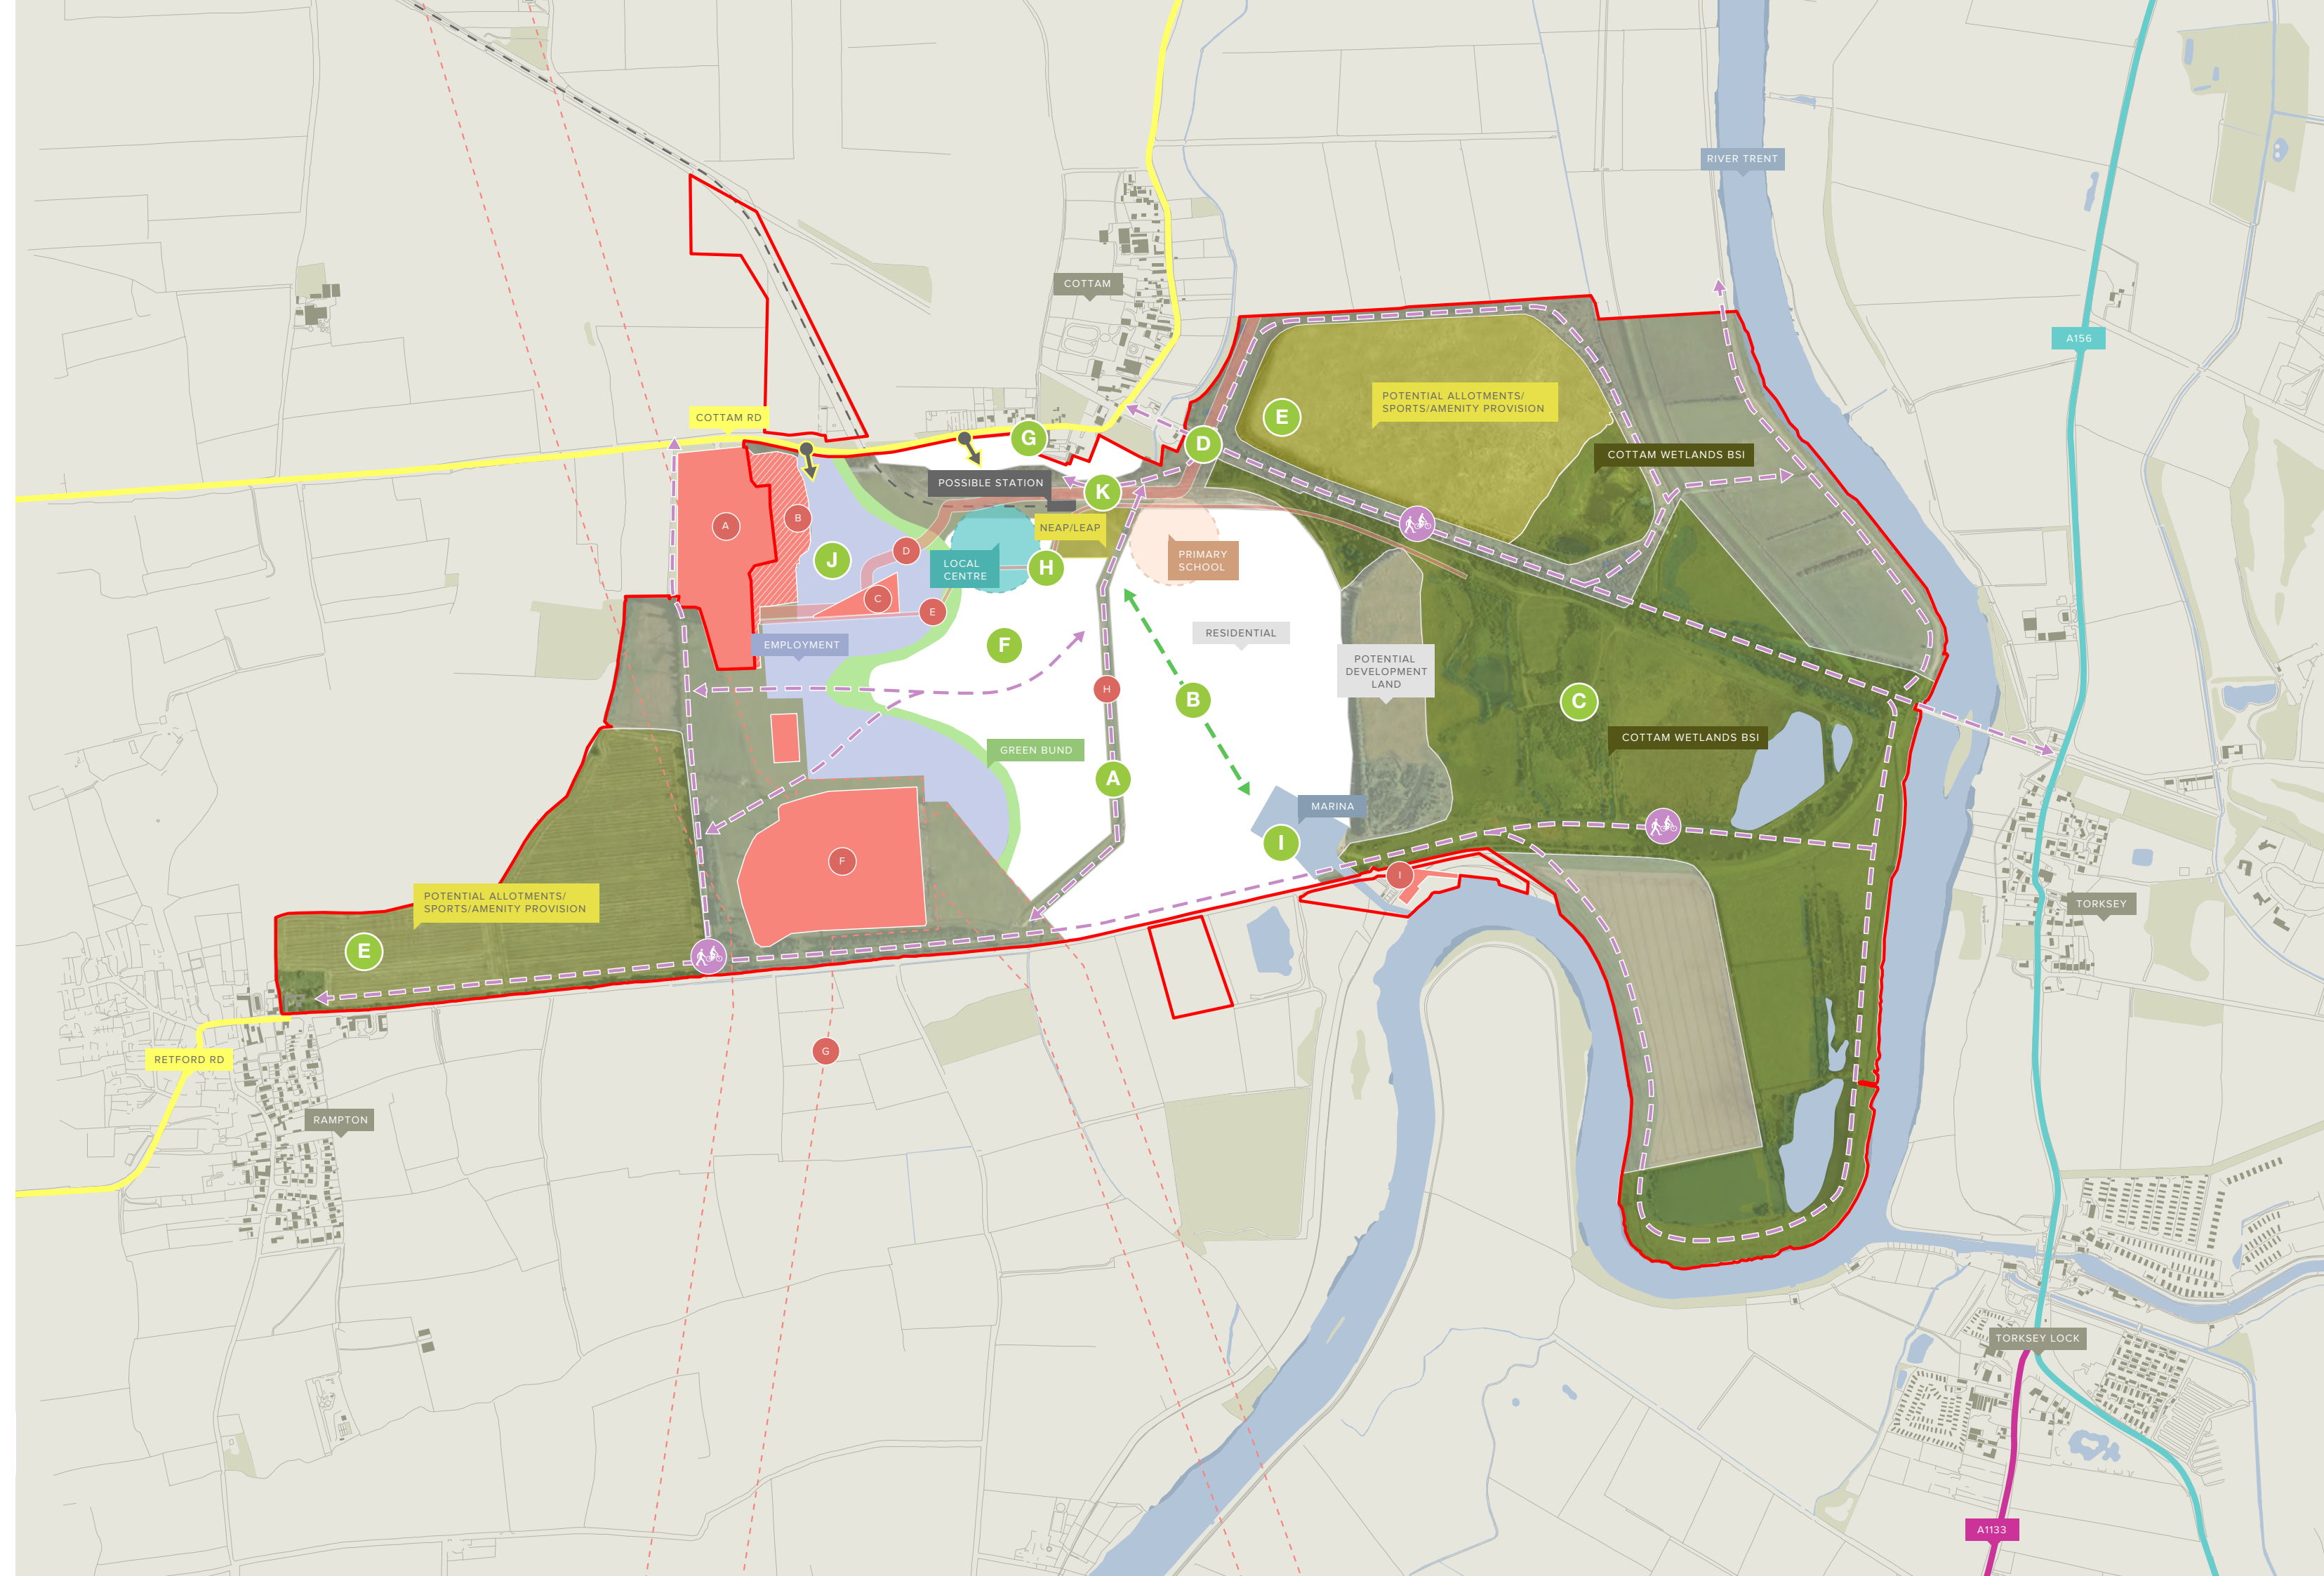 RIVER TRENT
COTTAM
A156
COTTAM RD
POTENTIAL ALLOTMENTS/
SPORTS/AMENITY PROVISION
E
G
D
COTTAM WETLANDS BSI
POSSIBLE STATION
K
A
B
NEAP/LEAP
J
D
LOCAL
CENTRE
H
PRIMARY
SCHOOL
C
E
EMPLOYMENT
F
RESIDENTIAL
POTENTIAL
DEVELOPMENT
LAND
H
B
C
COTTAM WETLANDS BSI
GREEN BUND
A
MARINA
I
F
I
POTENTIAL ALLOTMENTS/
SPORTS/AMENITY PROVISION
E
TORKSEY
G
RETFORD RD
RAMPTON
TORKSEY LOCK
A1133